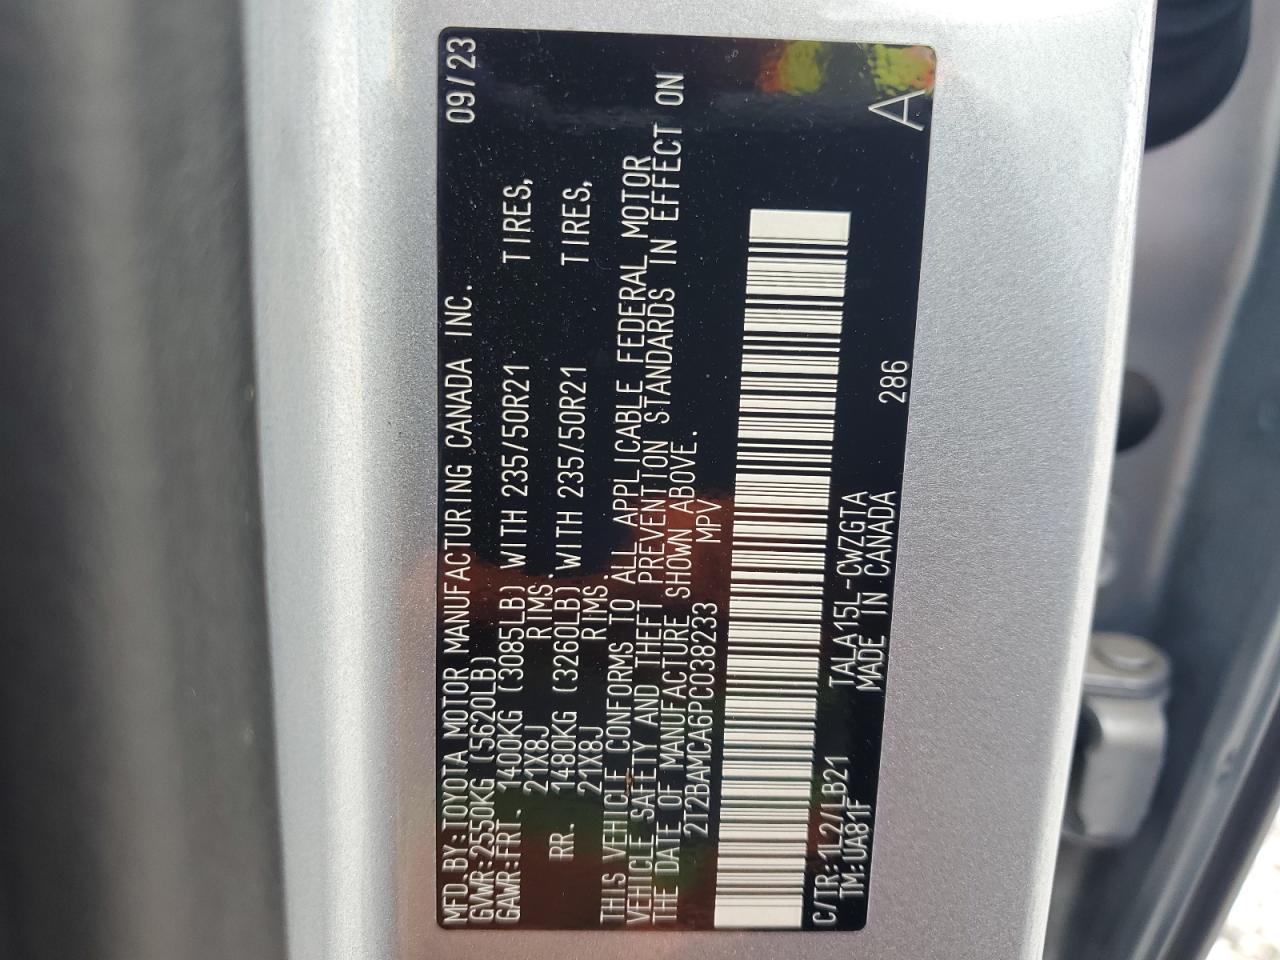 MFD.BY:TOYOTA MOTOR MANUFACTURING CANADA INC. 09/23
GVWR:2550KG (5620LB)
GAWR:FRT. 1400KG (3085LB) WITH 235/50R21 TIRES,
21X8J RIMS.
RR. 1480KG (3260LB) WITH 235/50R21 TIRES,
21X8J RIMS.
THIS VEHICLE CONFORMS TO ALL APPLICABLE FEDERAL MOTOR
VEHICLE SAFETY AND THEFT PREVENTION STANDARDS IN EFFECT ON
THE DATE OF MANUFACTURE SHOWN ABOVE.
2T2BAMCA6PC038233 MPV
C/TR:1L2/LB21 TALA15L-CWZGTA 286 A
TM:UA81F MADE IN CANADA